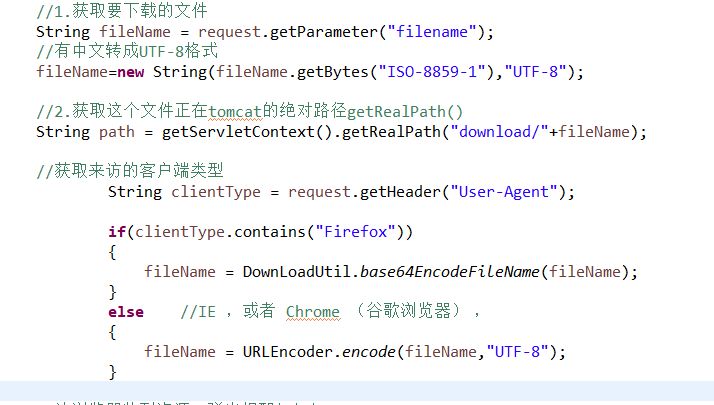 //1.获取要下载的文件
String fileName = request.getParameter("filename");
//有中文转成UTF-8格式
fileName=new String(fileName.getBytes("ISO-8859-1"),"UTF-8");
//2.获取这个文件正在tomcat的绝对路径getRealPath()
String path = getServletContext().getRealPath("download/"+fileName);
//获取来访的客户端类型
String clientType = request.getHeader("User-Agent");
if(clientType.contains("Firefox"))
{
fileName = DownLoadUtil.base64EncodeFileName(fileName);
}
else //IE ，或者 Chrome （谷歌浏览器），
{
fileName = URLEncoder.encode(fileName,"UTF-8");
}